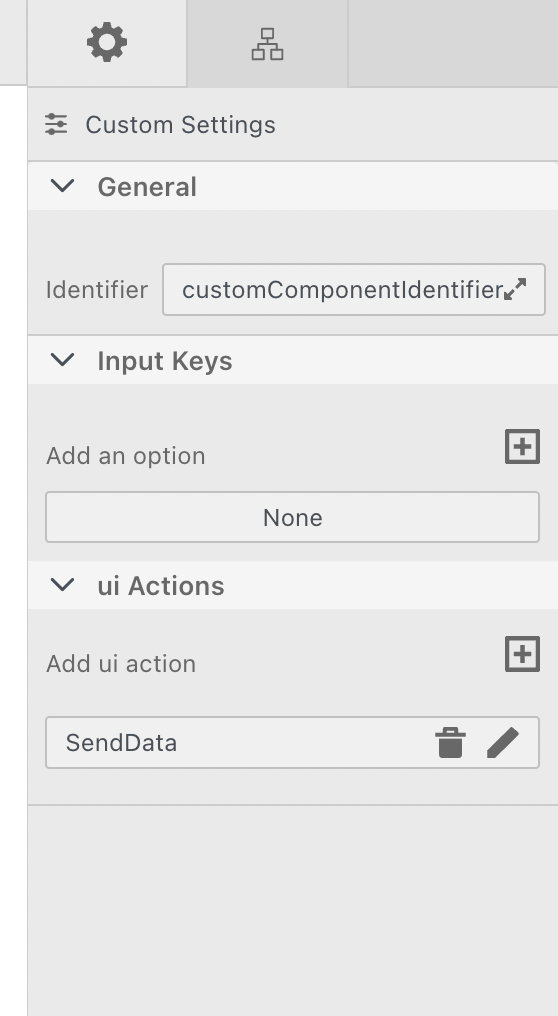 Custom Settings
General
Identifier customComponentIdentifier
Input Keys
Add an option
None
ui Actions
Add ui action
SendData